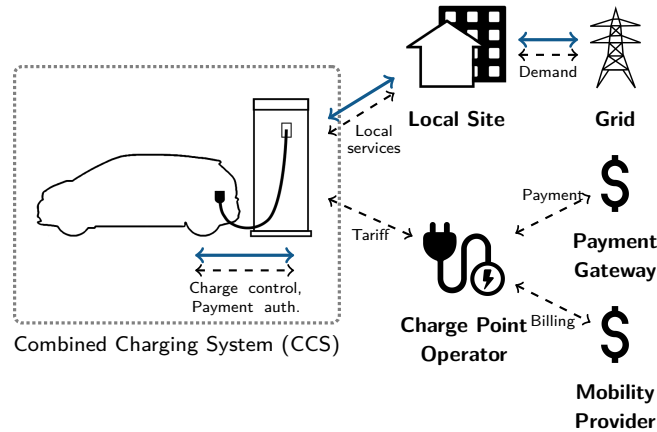 Demand
Local Site
Grid
Local
services
Payment
Tariff
Payment
Gateway
Charge control,
Payment auth.
Billing
Charge Point
Operator
Combined Charging System (CCS)
Mobility
Provider